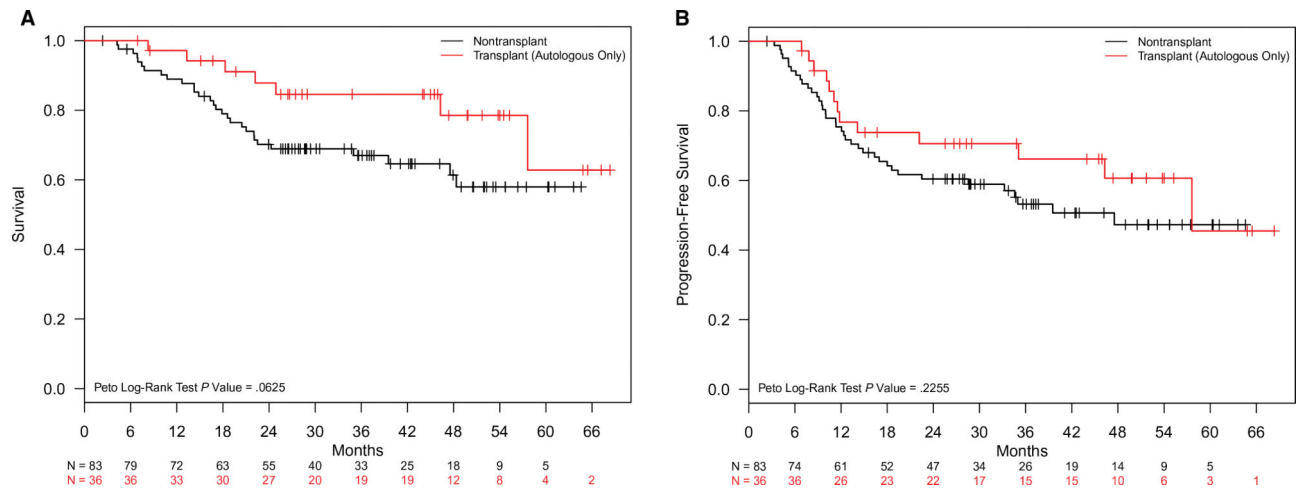 A
Survival
1.0
0.8
0.6
0.4
0.2
0.0
Nontransplant
Transplant (Autologous Only)
Peto Log-Rank Test P Value = .0625
0 6 12 18 24 30 36 42 48 54 60 66
Months
N = 83 79 72 63 55 40 33 25 18 9 5
N = 36 36 33 30 27 20 19 19 12 8 4 2
B
Progression-Free Survival
1.0
0.8
0.6
0.4
0.2
0.0
Nontransplant
Transplant (Autologous Only)
Peto Log-Rank Test P Value = .2255
0 6 12 18 24 30 36 42 48 54 60 66
Months
N = 83 74 61 52 47 34 26 19 14 9 5
N = 36 36 26 23 22 17 15 15 10 6 3 1